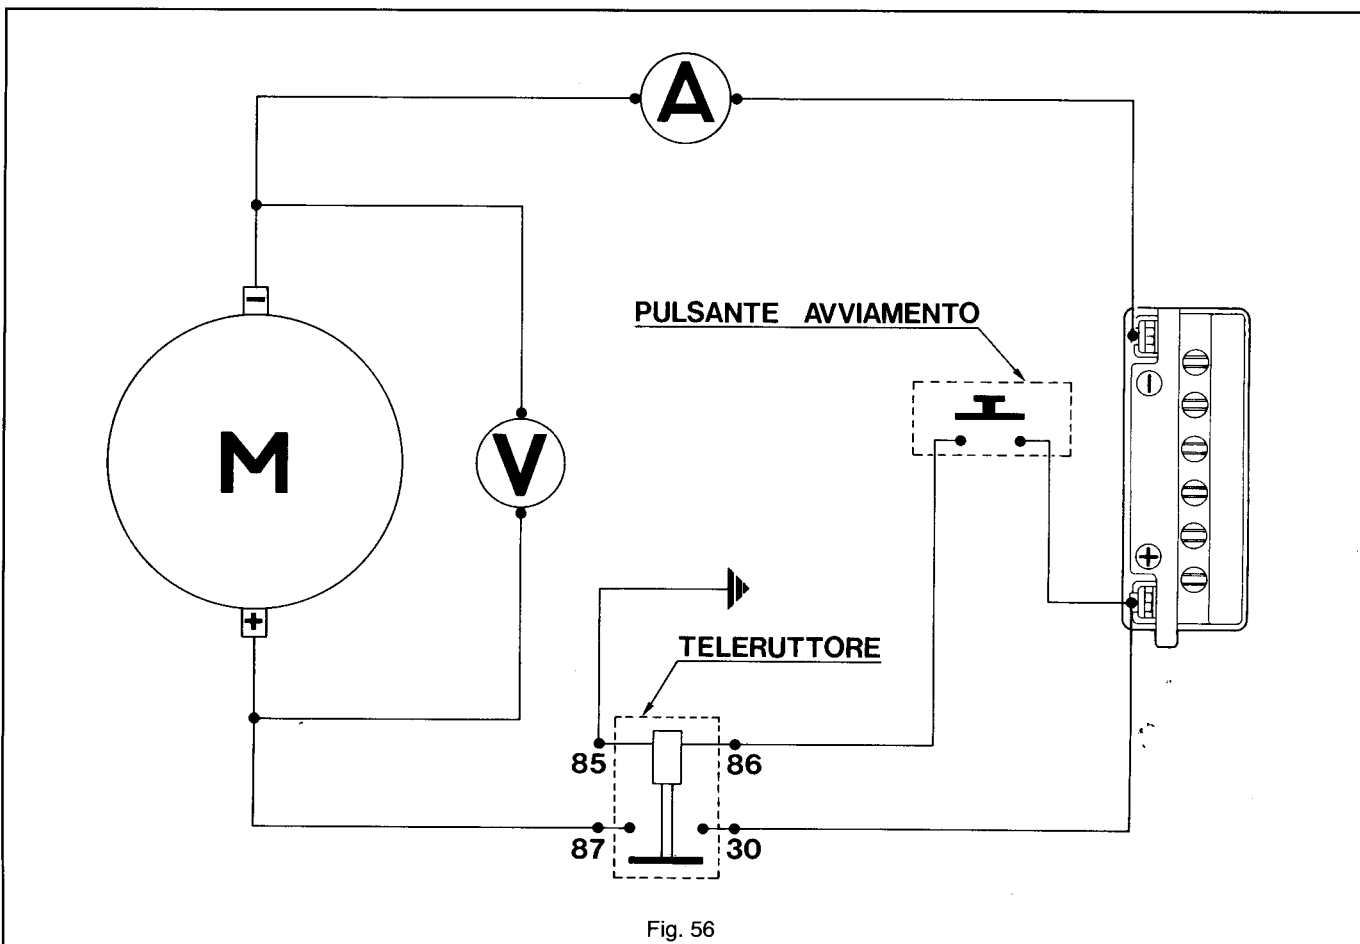 A
−
PULSANTE AVVIAMENTO
−
M
V
+
+
TELERUTTORE
85
86
87
30
Fig. 56